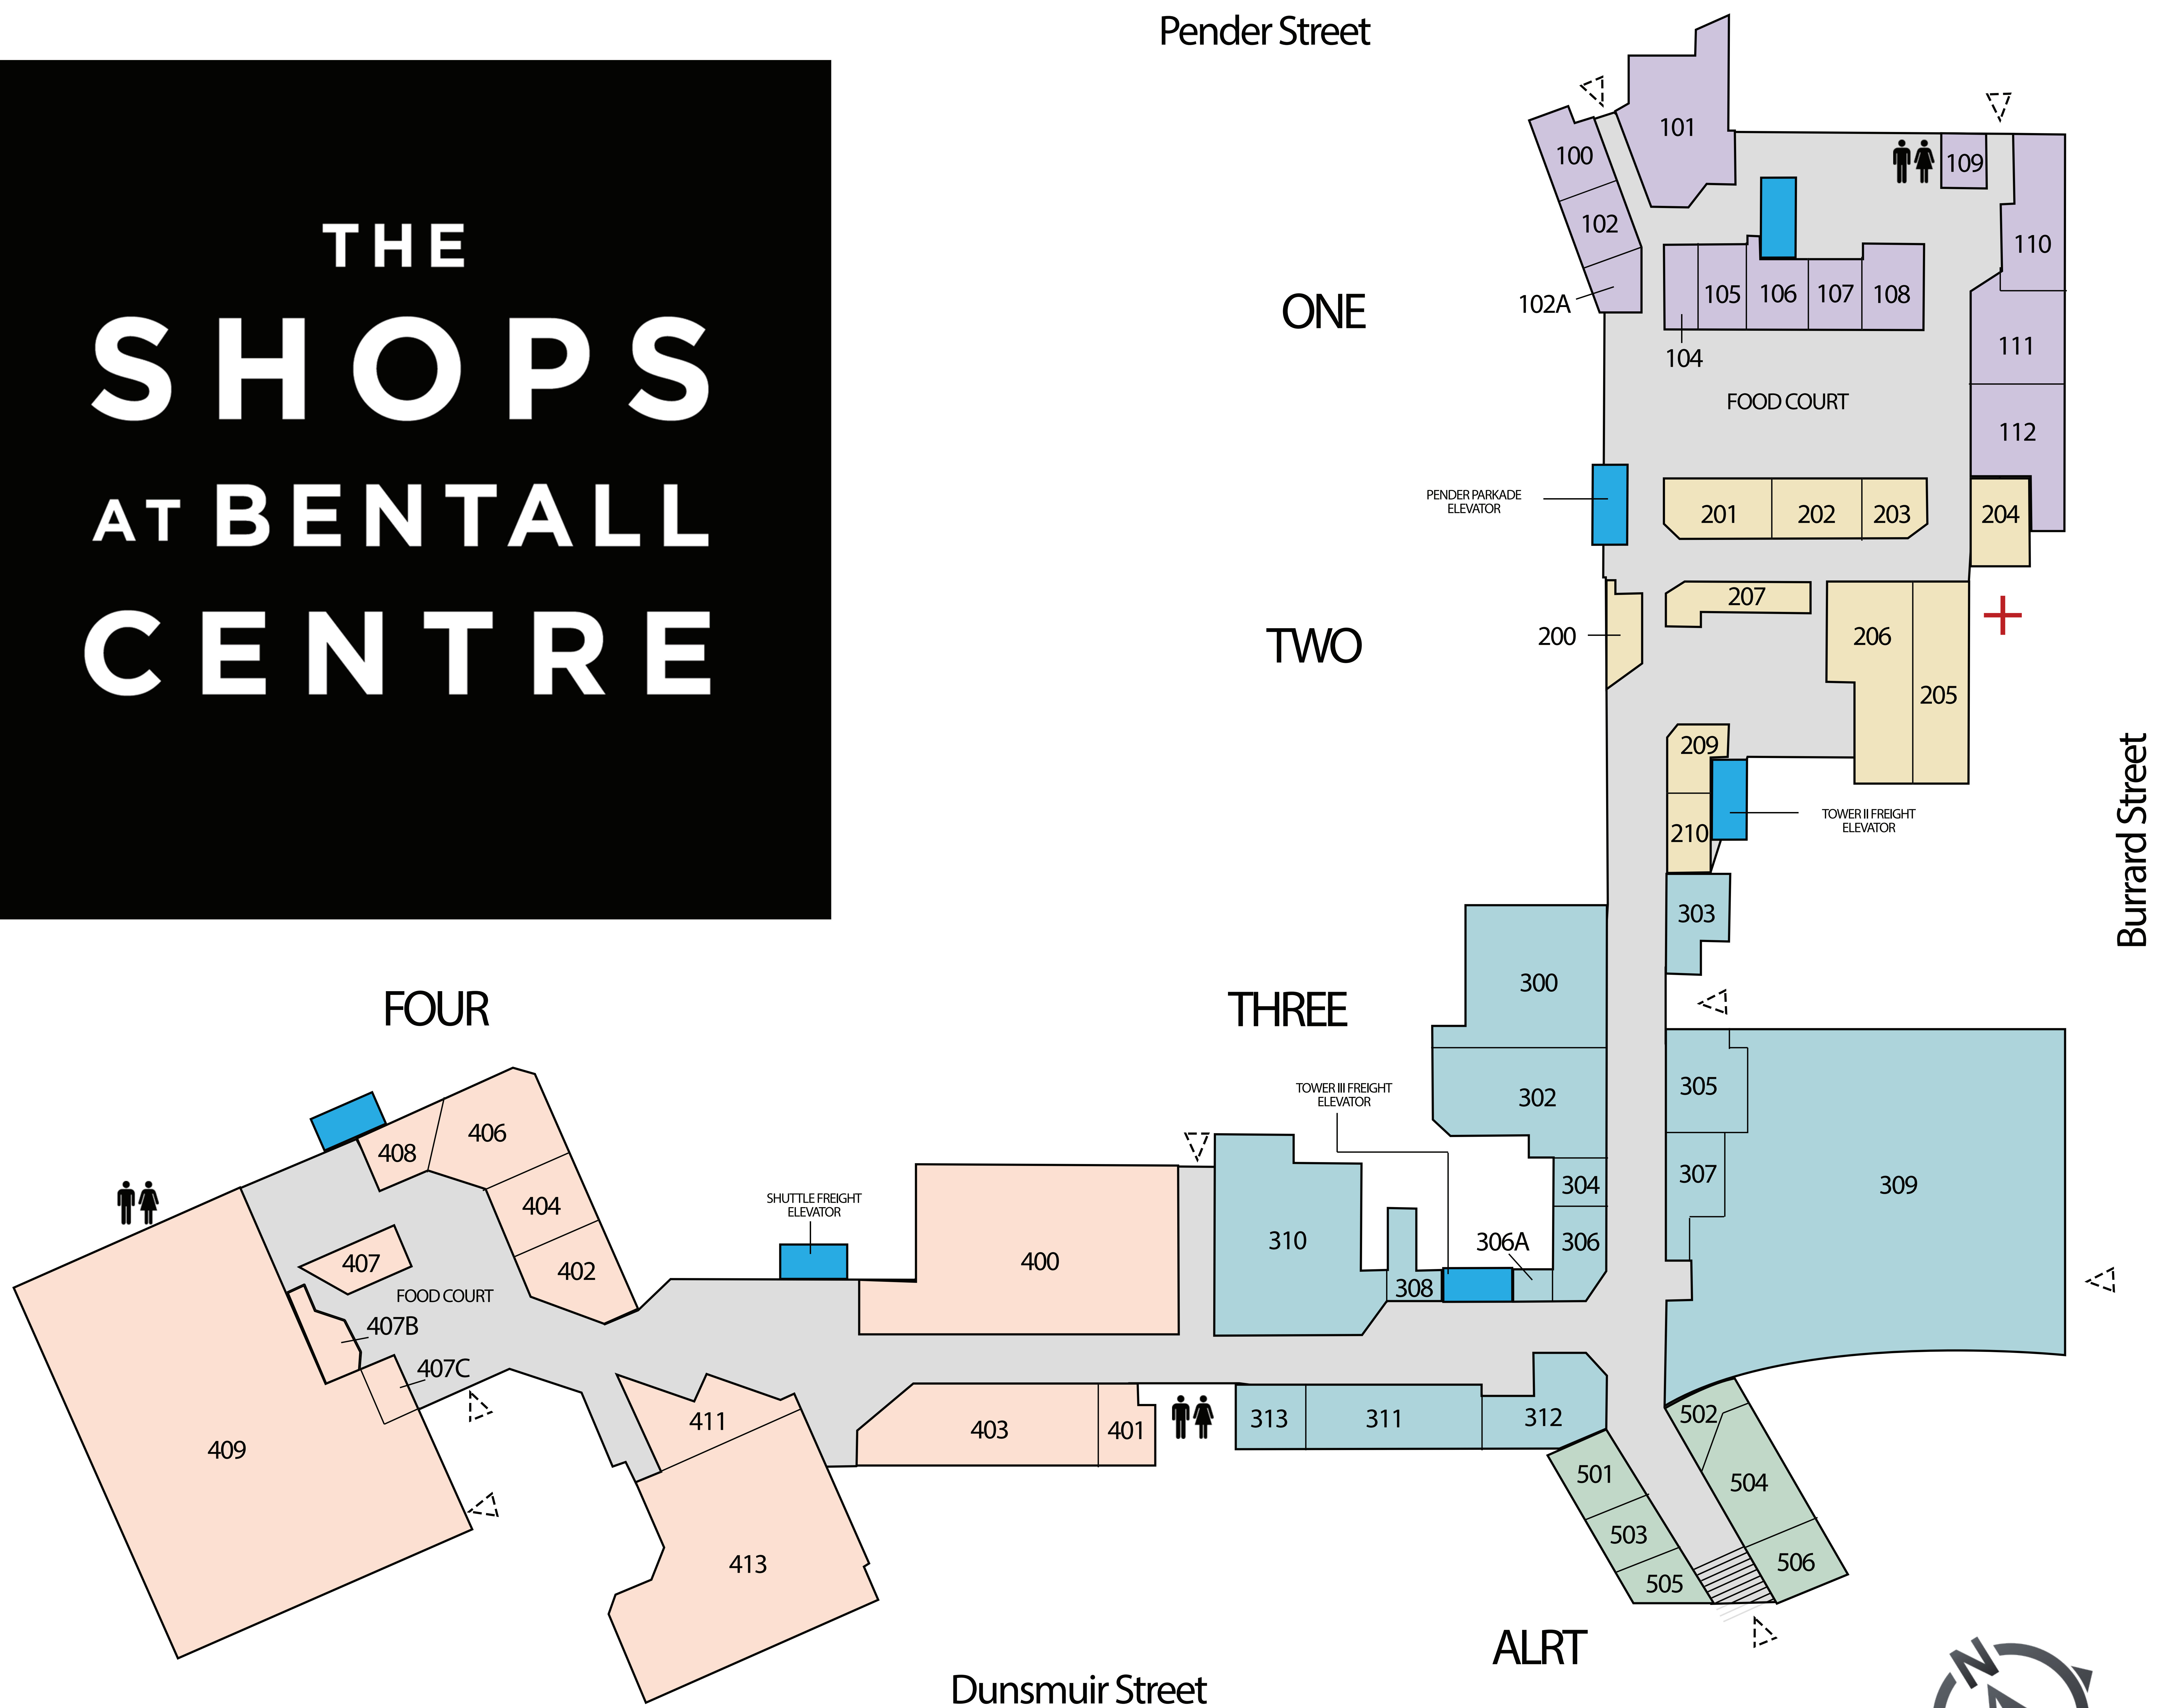 Pender Street
THE
SHOPS
AT BENTALL
CENTRE
101
100
109
102
110
102A
105
106
107
108
ONE
104
111
FOOD COURT
112
PENDER PARKADE
ELEVATOR
201
202
203
204
207
TWO
200
206
205
209
210
TOWER II FREIGHT
ELEVATOR
Burrard Street
303
300
FOUR
THREE
305
302
TOWER III FREIGHT
ELEVATOR
406
408
404
304
307
309
SHUTTLE FREIGHT
ELEVATOR
407
402
400
310
306A
306
308
FOOD COURT
407B
407C
411
403
401
313
311
312
502
409
501
504
503
413
505
506
ALRT
N
Dunsmuir Street